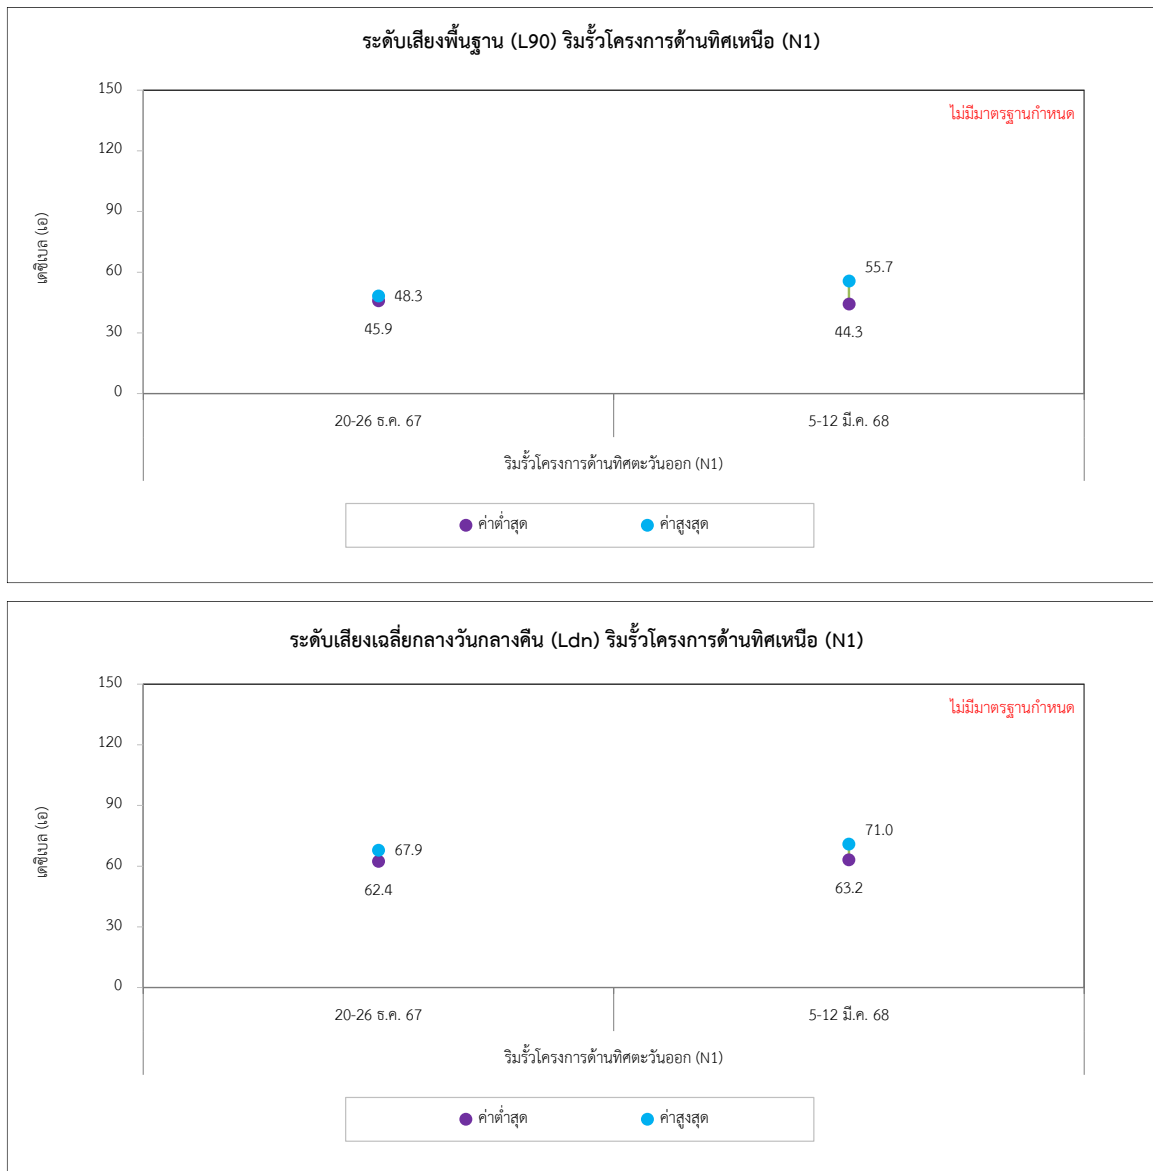 ระดับเสียงพื้นฐาน (L90) ริมรั้วโครงการด้านทิศเหนือ (N1)
150
ไม่มีมาตรฐานกำหนด
120
90
เดซิเบล (เอ)
60
55.7
48.3
45.9
44.3
30
0
20-26 ธ.ค. 67
5-12 มี.ค. 68
ริมรั้วโครงการด้านทิศตะวันออก (N1)
ค่าต่ำสุด
ค่าสูงสุด
ระดับเสียงเฉลี่ยกลางวันกลางคืน (Ldn) ริมรั้วโครงการด้านทิศเหนือ (N1)
150
ไม่มีมาตรฐานกำหนด
120
90
เดซิเบล (เอ)
71.0
67.9
60
62.4
63.2
30
0
20-26 ธ.ค. 67
5-12 มี.ค. 68
ริมรั้วโครงการด้านทิศตะวันออก (N1)
ค่าต่ำสุด
ค่าสูงสุด